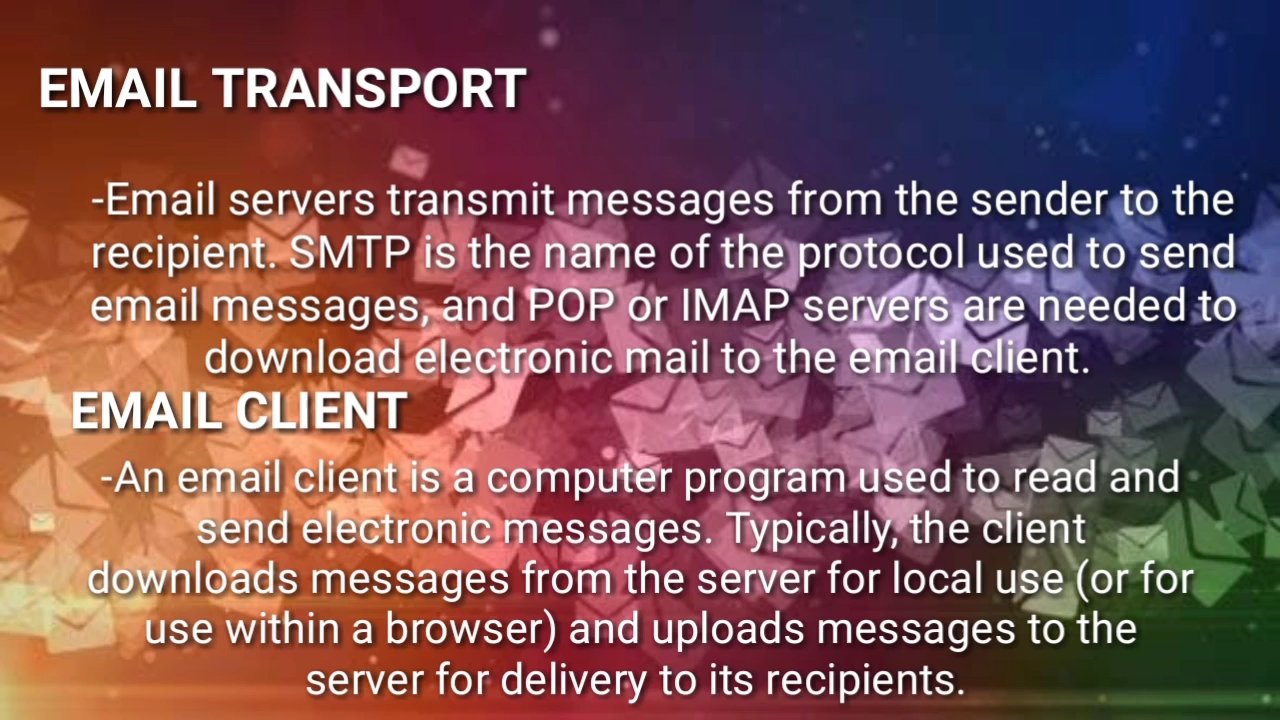 EMAIL TRANSPORT
-Email servers transmit messages from the sender to the
recipient. SMTP is the name of the protocol used to send
email messages, and POP or IMAP servers are needed to
download electronic mail to the email client.
EMAIL CLIENT
-An email client is a computer program used to read and
send electronic messages. Typically, the client
downloads messages from the server for local use (or for
use within a browser) and uploads messages to the
server for delivery to its recipients.